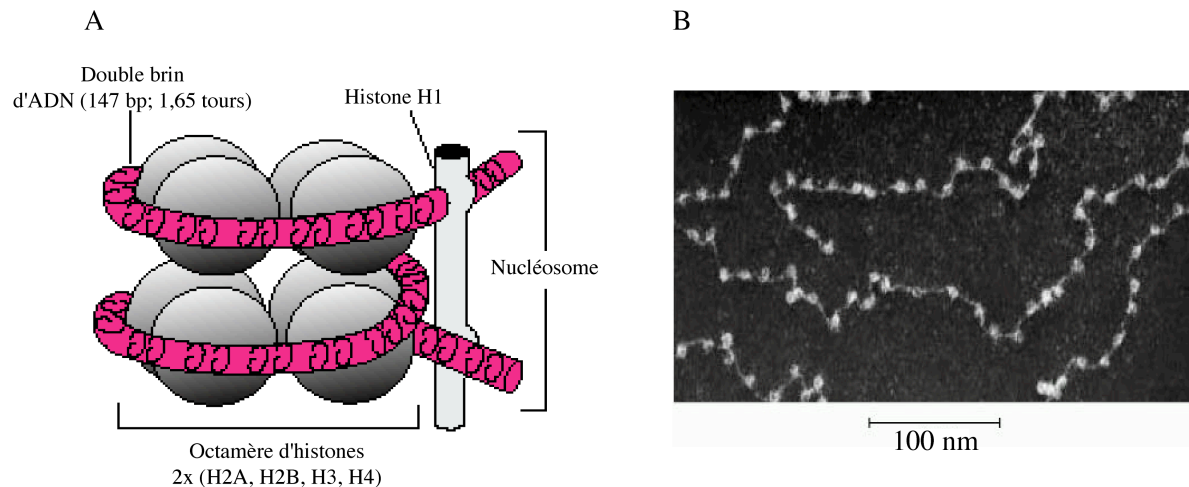 A
B
Double brin
d'ADN (147 bp; 1,65 tours)
Histone H1
Nucléosome
Octamère d'histones
2x (H2A, H2B, H3, H4)
100 nm